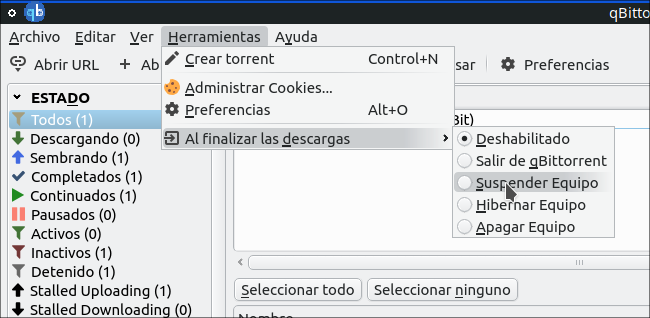 qb qBitto
Archivo Editar Ver Herramientas Ayuda
Abrir URL Ab sar Preferencias
Crear torrent Control+N
Administrar Cookies...
Preferencias Alt+O
Al finalizar las descargas
Deshabilitado
Salir de qBittorrent
Suspender Equipo
Hibernar Equipo
Apagar Equipo
ESTADO
Todos (1) Bit)
Descargando (0)
Sembrando (1)
Completados (1)
Continuados (1)
Pausados (0)
Activos (0)
Inactivos (1)
Detenido (1)
Stalled Uploading (1)
Stalled Downloading (0)
Seleccionar todo Seleccionar ninguno
Nombre